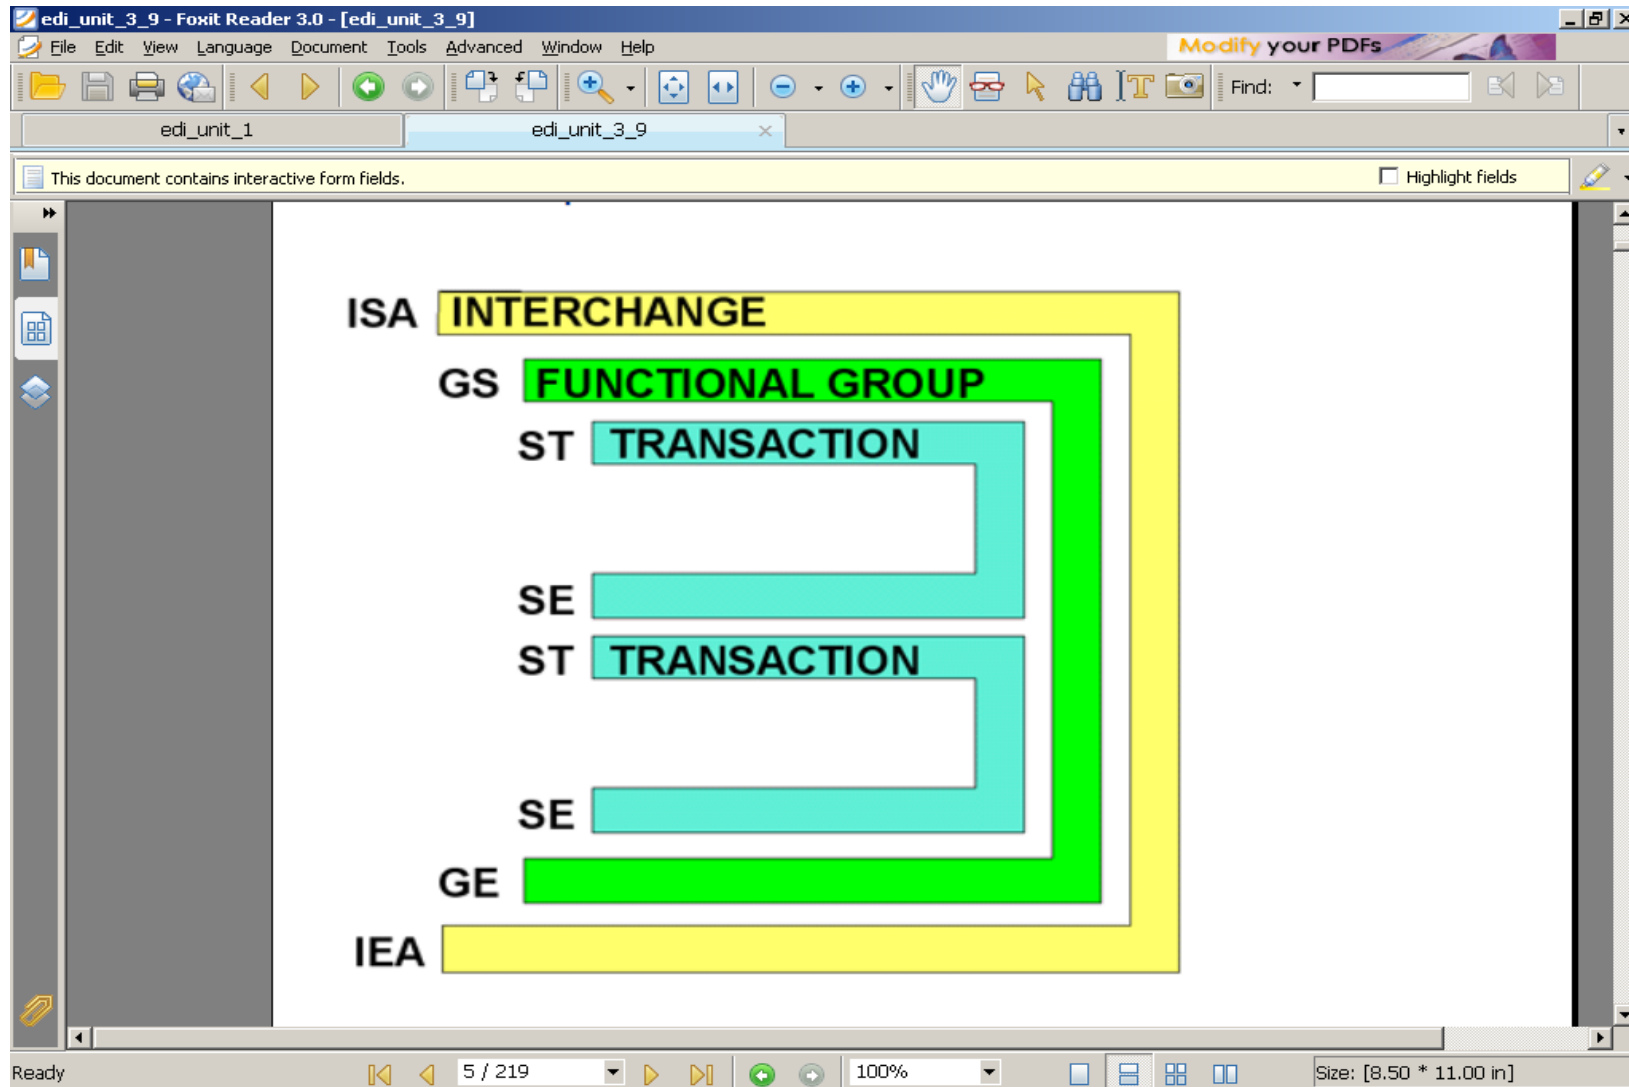 edi_unit_3_9 - Foxit Reader 3.0 - [edi_unit_3_9]
File Edit View Language Document Tools Advanced Window Help
Modify your PDFs
Find:
edi_unit_1
edi_unit_3_9
This document contains interactive form fields.
Highlight fields
ISA INTERCHANGE
GS FUNCTIONAL GROUP
ST TRANSACTION
SE
ST TRANSACTION
SE
GE
IEA
Ready
5 / 219
100%
Size: [8.50 * 11.00 in]